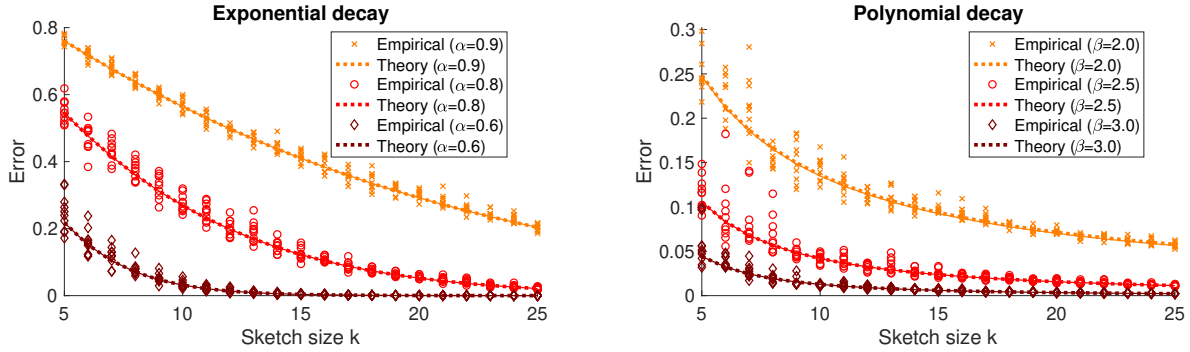 Exponential decay
0.8
0.6
0.4
0.2
0
Error
5
10
15
20
25
Sketch size k
Empirical (α=0.9)
Theory (α=0.9)
Empirical (α=0.8)
Theory (α=0.8)
Empirical (α=0.6)
Theory (α=0.6)
Polynomial decay
0.3
0.25
0.2
0.15
0.1
0.05
0
Error
5
10
15
20
25
Sketch size k
Empirical (β=2.0)
Theory (β=2.0)
Empirical (β=2.5)
Theory (β=2.5)
Empirical (β=3.0)
Theory (β=3.0)